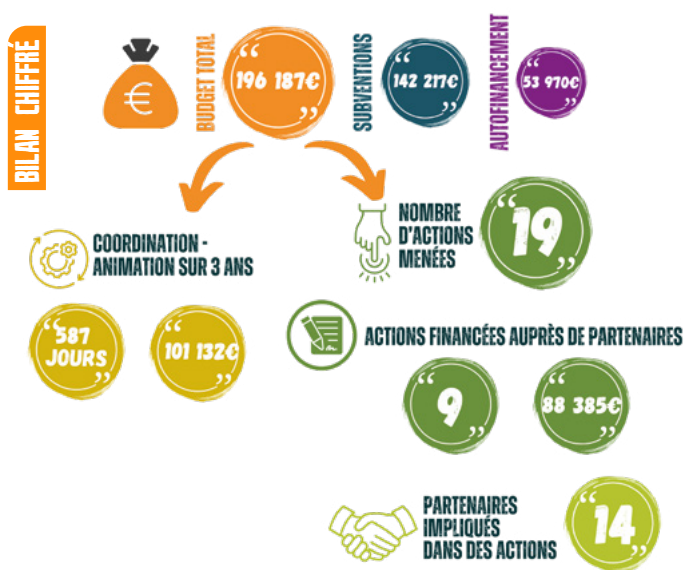 BILAN CHIFFRÉ
€
BUDGET TOTAL
“196 187€”
SUBVENTIONS
“142 217€”
AUTOFINANCEMENT
“53 970€”
COORDINATION -
ANIMATION SUR 3 ANS
“587
JOURS”
“101 132€”
NOMBRE
D'ACTIONS
MENÉES
“19”
ACTIONS FINANCÉES AUPRÈS DE PARTENAIRES
“9”
“88 385€”
PARTENAIRES
IMPLIQUÉS
DANS DES ACTIONS
“14”